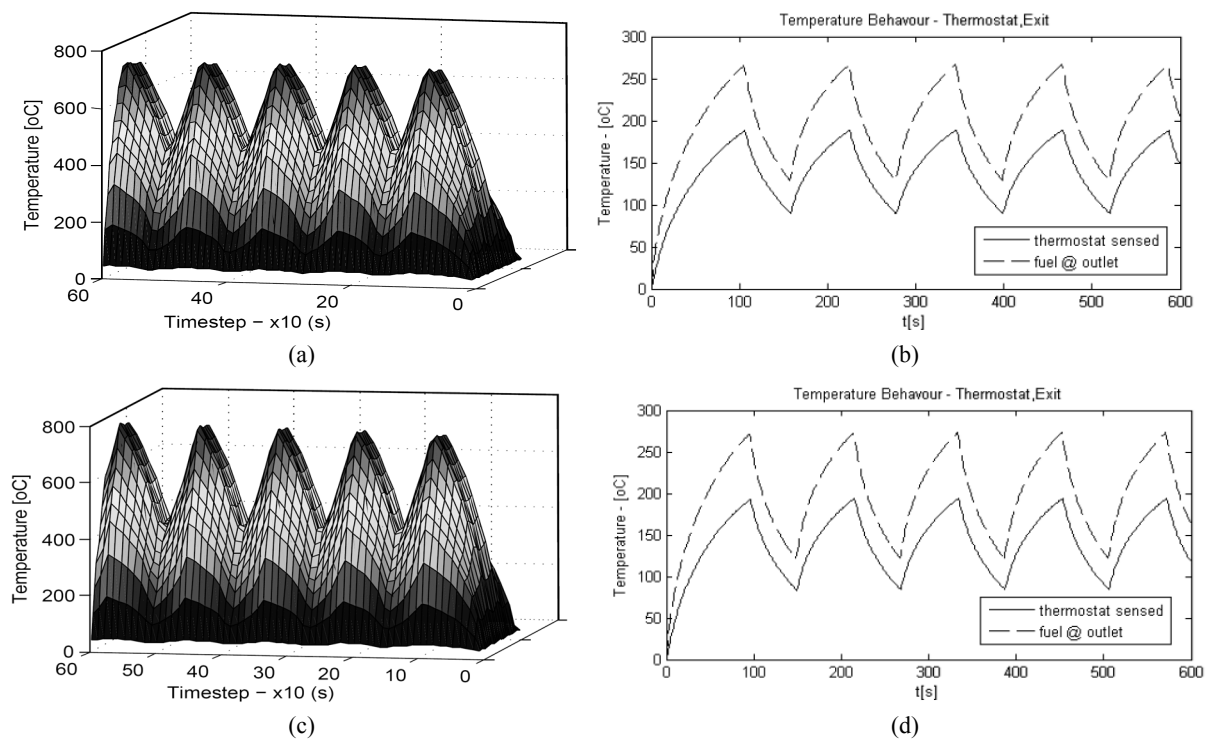 800
600
400
200
0
Temperature [oC]
60
40
20
0
Timestep − x10 (s)
(a)
Temperature Behavour - Thermostat,Exit
300
250
200
150
100
50
0
Temperature - [oC]
0
100
200
300
400
500
600
t[s]
thermostat sensed
fuel @ outlet
(b)
800
600
400
200
0
Temperature [oC]
60
50
40
30
20
10
0
Timestep − x10 (s)
(c)
Temperature Behavour - Thermostat,Exit
300
250
200
150
100
50
0
Temperature - [oC]
0
100
200
300
400
500
600
t[s]
thermostat sensed
fuel @ outlet
(d)